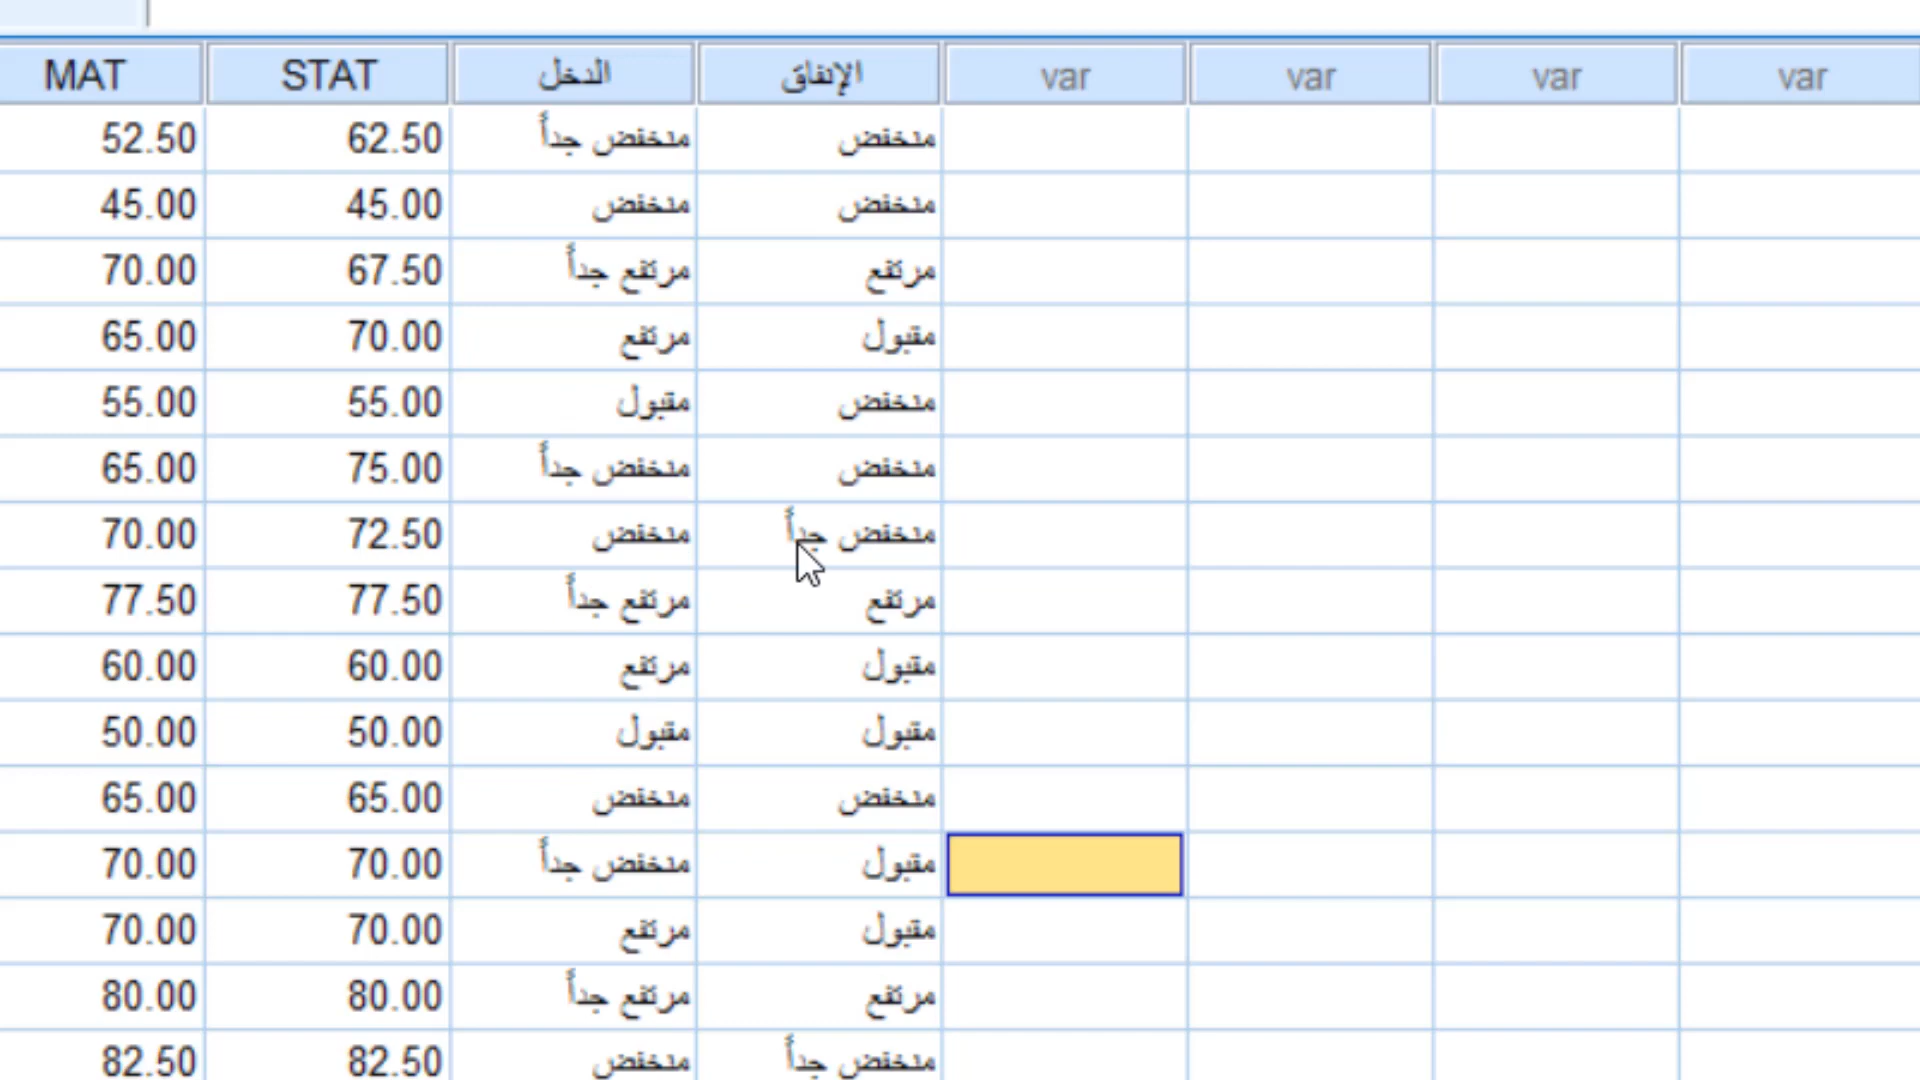 MAT STAT الدخل الإنفاق var var var var
52.50 62.50 منخفض جداً منخفض
45.00 45.00 منخفض منخفض
70.00 67.50 مرتفع جداً مرتفع
65.00 70.00 مرتفع مقبول
55.00 55.00 مقبول منخفض
65.00 75.00 منخفض جداً منخفض
70.00 72.50 منخفض منخفض جداً
77.50 77.50 مرتفع جداً مرتفع
60.00 60.00 مرتفع مقبول
50.00 50.00 مقبول مقبول
65.00 65.00 منخفض منخفض
70.00 70.00 منخفض جداً مقبول
70.00 70.00 مرتفع مقبول
80.00 80.00 مرتفع جداً مرتفع
82.50 82.50 منخفض منخفض جداً